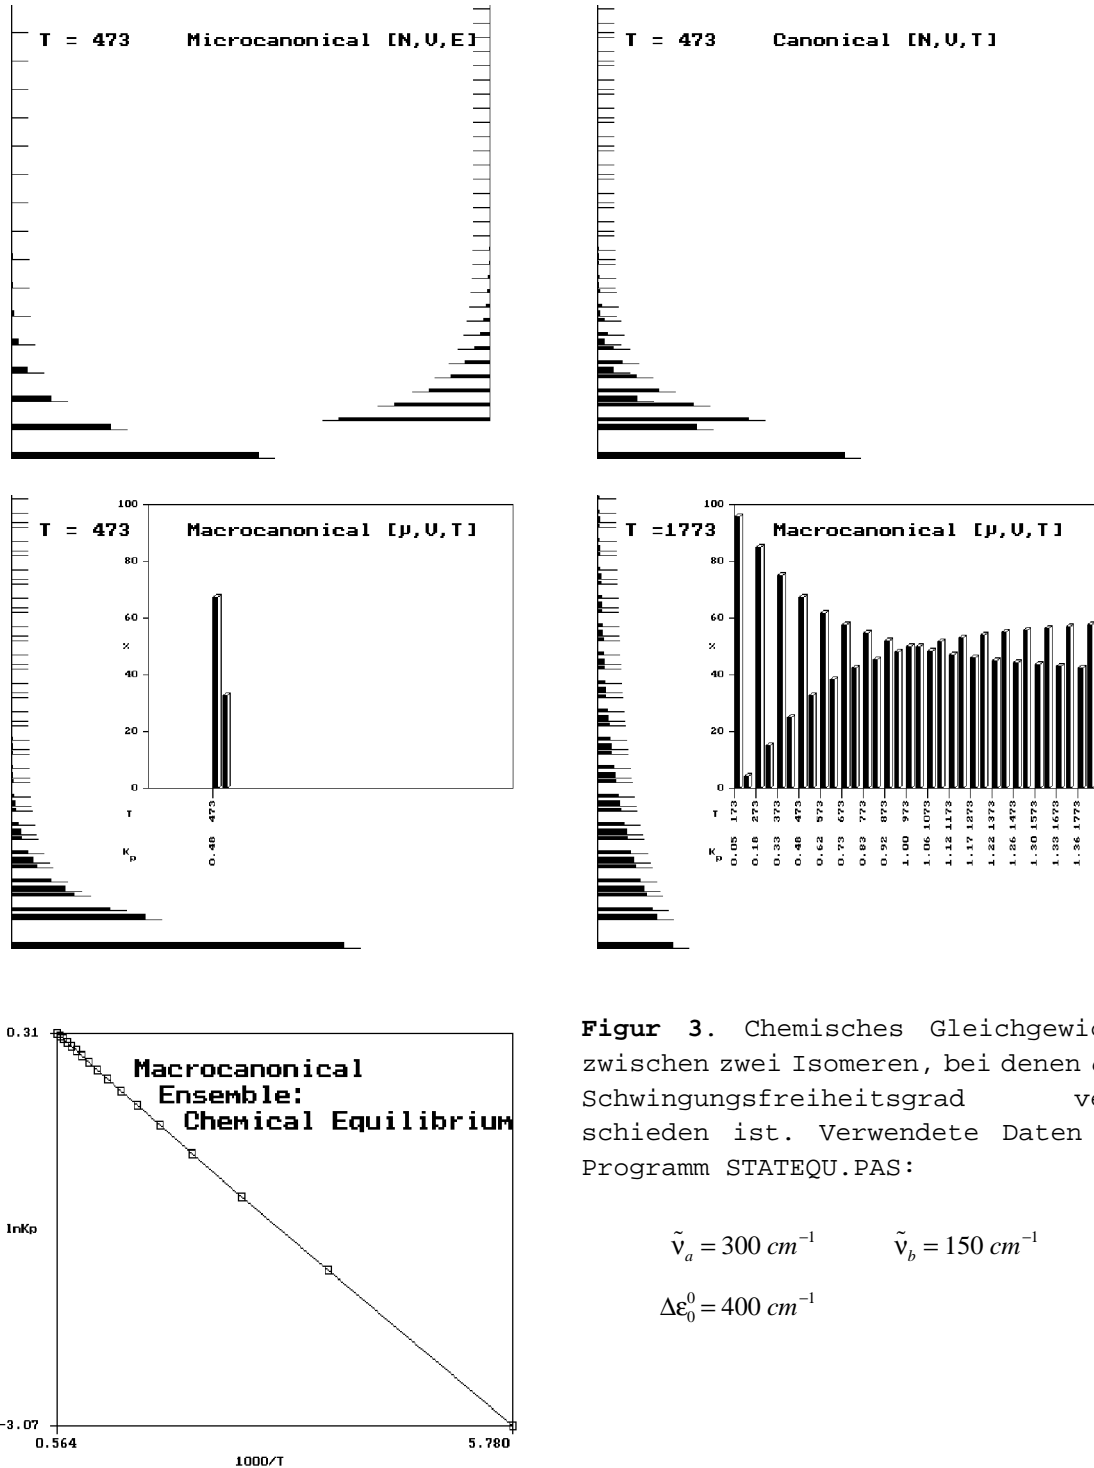 T = 473 Microcanonical [N,V,E]
T = 473 Canonical [N,V,T]
T = 473 Macrocanonical [µ,V,T]
100
80
60
%
40
20
0
T 473
Kp 0.48
T =1773 Macrocanonical [µ,V,T]
100
80
60
%
40
20
0
T 173 273 373 473 573 673 773 873 973 1073 1173 1273 1373 1473 1573 1673 1773
Kp 0.05 0.18 0.33 0.48 0.62 0.73 0.83 0.92 1.00 1.06 1.12 1.17 1.22 1.26 1.30 1.33 1.36
0.31
Macrocanonical
Ensemble:
Chemical Equilibrium
lnKp
-3.07
0.564 5.780
1000/T
Figur 3. Chemisches Gleichgewic
zwischen zwei Isomeren, bei denen
Schwingungsfreiheitsgrad ve
schieden ist. Verwendete Daten
Programm STATEQU.PAS:
ν̃a = 300 cm⁻¹ ν̃b = 150 cm⁻¹
Δε₀⁰ = 400 cm⁻¹